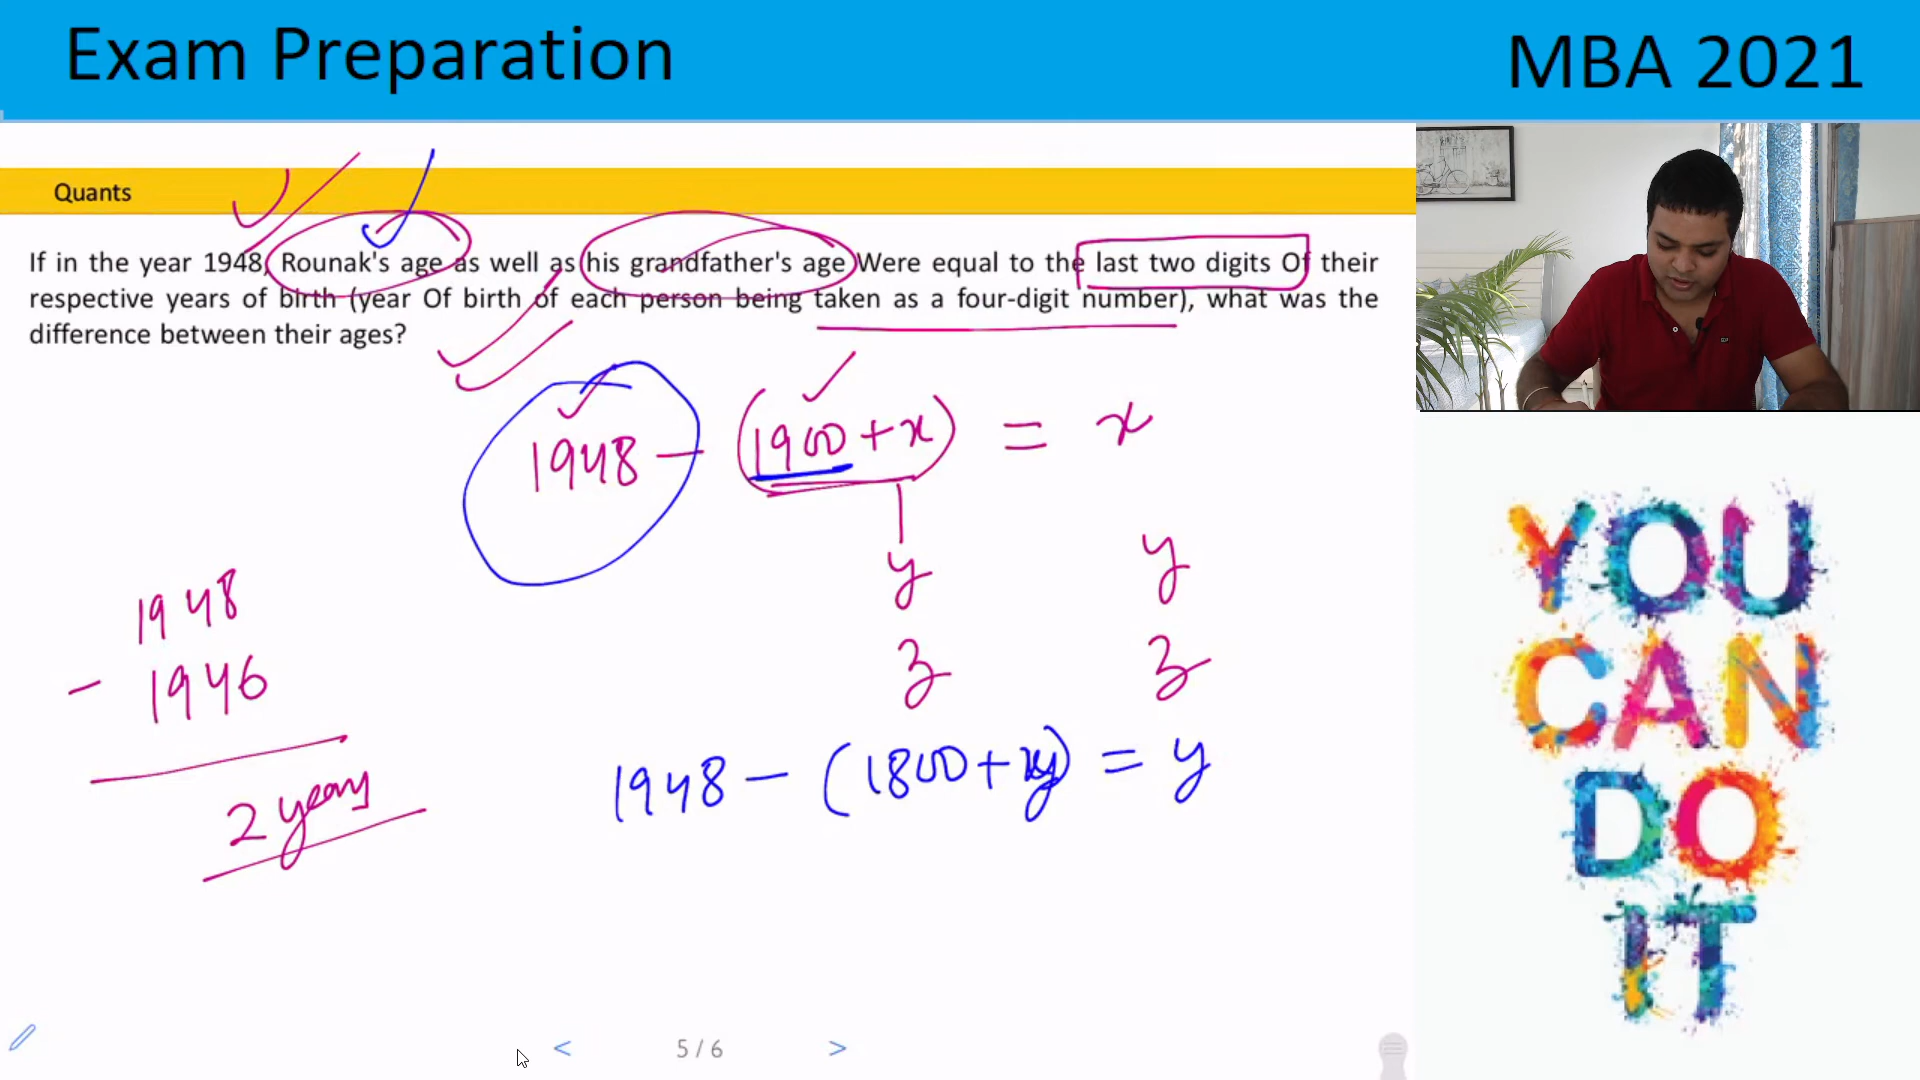 Exam Preparation
MBA 2021
Quants
If in the year 1948, Rounak's age as well as his grandfather's age Were equal to the last two digits Of their
respective years of birth (year Of birth of each person being taken as a four-digit number), what was the
difference between their ages?
1948 - (1900 + x) = x
y y
z z
1948
- 1946
2 years
1948 - (1800 + y) = y
YOU
CAN
DO
IT
< 5 / 6 >